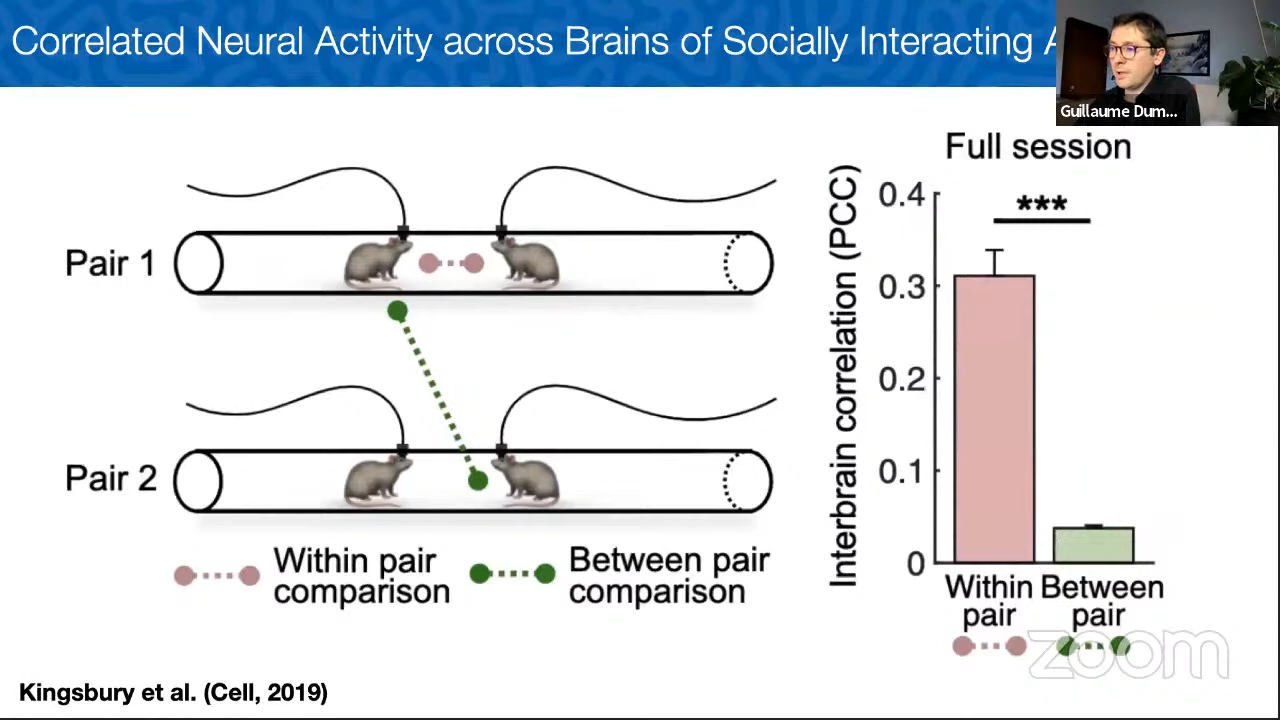 Correlated Neural Activity across Brains of Socially Interacting A
Guillaume Dum...
Pair 1
Pair 2
Within pair
comparison
Between pair
comparison
Full session
***
Interbrain correlation (PCC)
0.4
0.3
0.2
0.1
0
Within Between
pair pair
zoom
Kingsbury et al. (Cell, 2019)